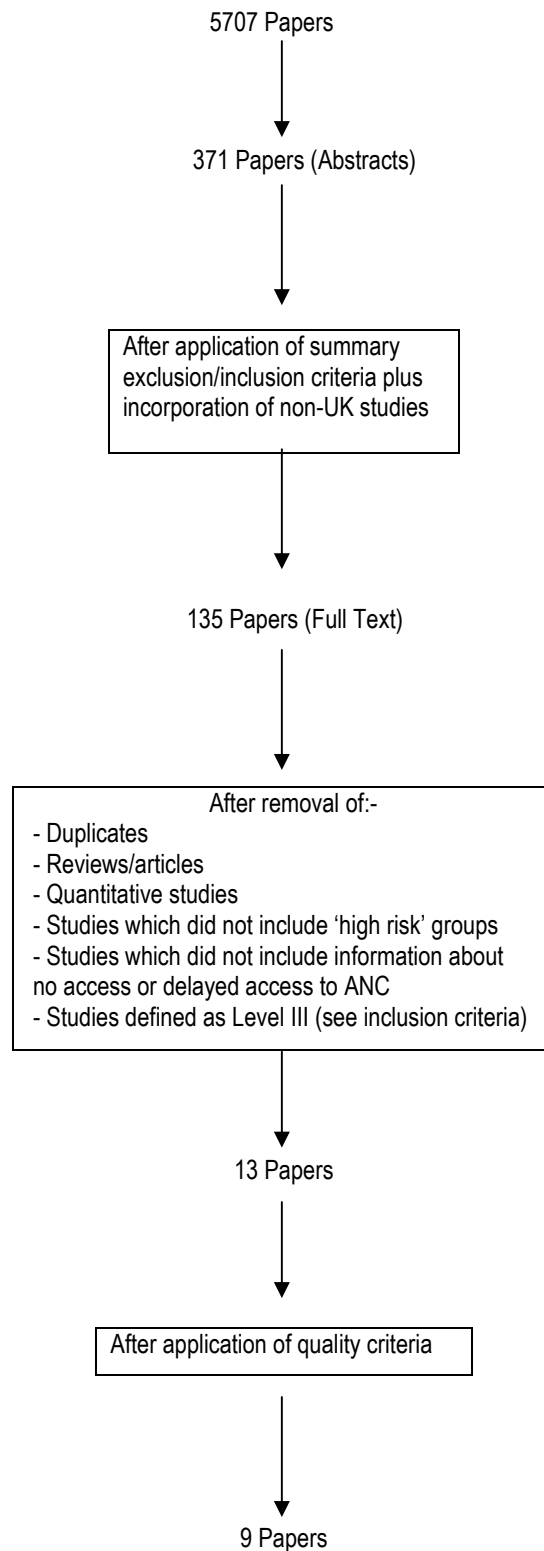 5707 Papers
371 Papers (Abstracts)
After application of summary
exclusion/inclusion criteria plus
incorporation of non-UK studies
135 Papers (Full Text)
After removal of:-
- Duplicates
- Reviews/articles
- Quantitative studies
- Studies which did not include ‘high risk’ groups
- Studies which did not include information about
no access or delayed access to ANC
- Studies defined as Level III (see inclusion criteria)
13 Papers
After application of quality criteria
9 Papers